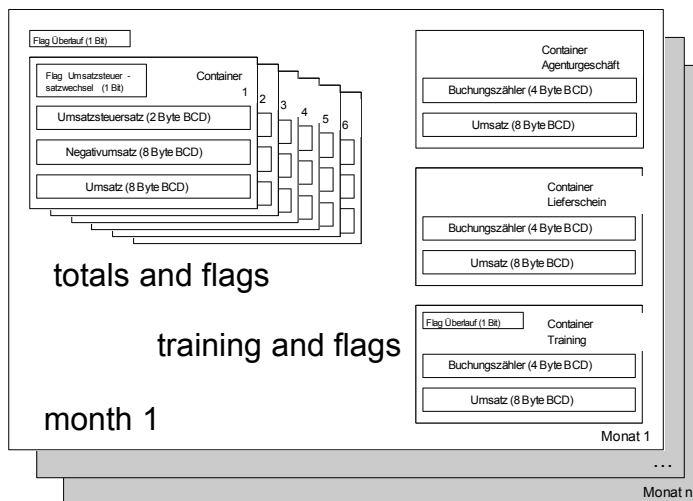 Flag Überlauf (1 Bit)
Flag Umsatzsteuer -
satzwechsel (1 Bit)
Container
1
2
3
4
5
6
Umsatzsteuersatz (2 Byte BCD)
Negativumsatz (8 Byte BCD)
Umsatz (8 Byte BCD)
totals and flags
Container
Agenturgeschäft
Buchungszähler (4 Byte BCD)
Umsatz (8 Byte BCD)
Container
Lieferschein
Buchungszähler (4 Byte BCD)
Umsatz (8 Byte BCD)
training and flags
Flag Überlauf (1 Bit)
Container
Training
Buchungszähler (4 Byte BCD)
Umsatz (8 Byte BCD)
month 1
Monat 1
...
Monat n